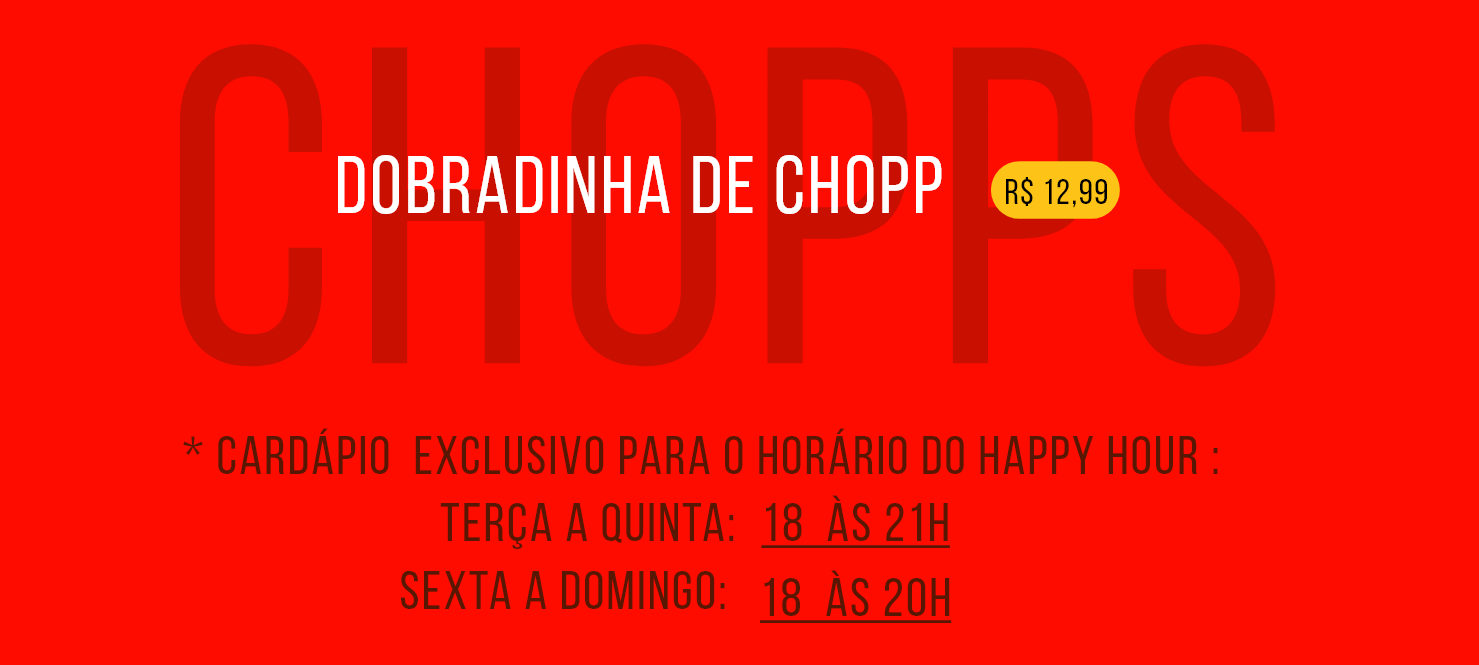 CHOPPS
DOBRADINHA DE CHOPP R$ 12,99
* CARDÁPIO EXCLUSIVO PARA O HORÁRIO DO HAPPY HOUR :
TERÇA A QUINTA: 18 ÀS 21H
SEXTA A DOMINGO: 18 ÀS 20H